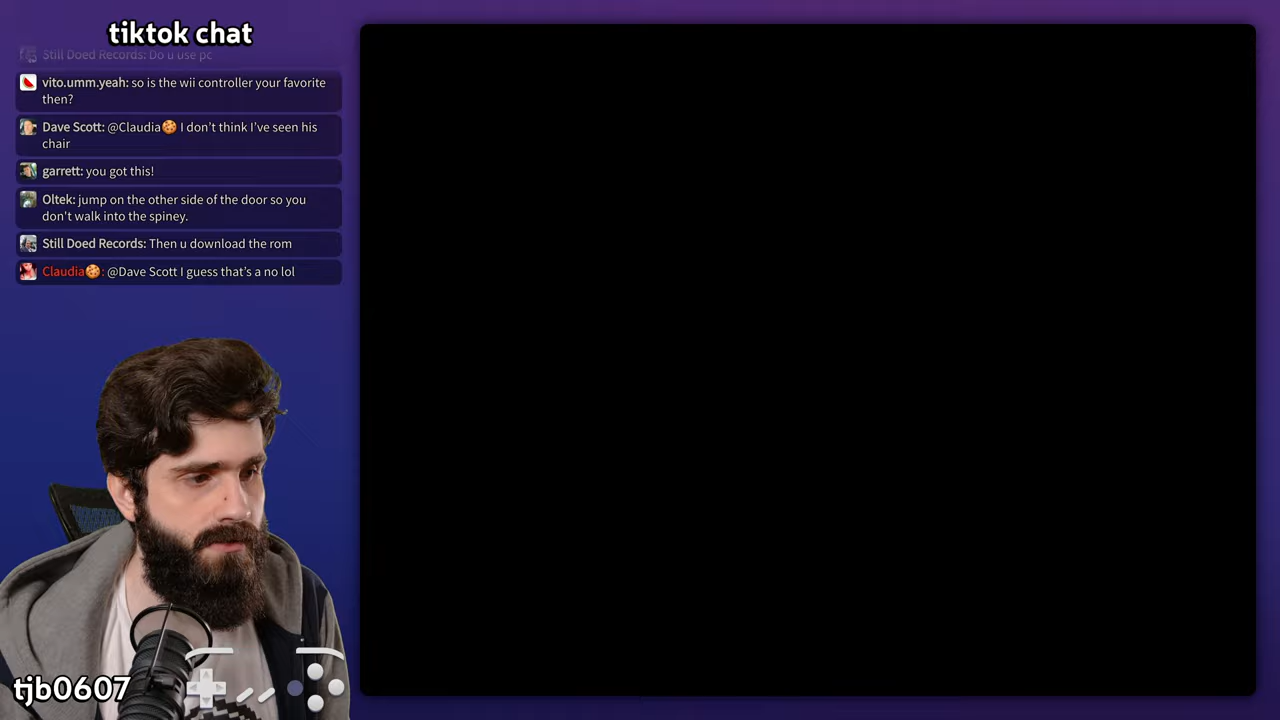 tiktok chat
Still Doed Records: Do u use pc
vito.umm.yeah: so is the wii controller your favorite
then?
Dave Scott: @Claudia🍪 I don't think I've seen his
chair
garrett: you got this!
Oltek: jump on the other side of the door so you
don't walk into the spiney.
Still Doed Records: Then u download the rom
Claudia🍪: @Dave Scott I guess that's a no lol
tjb0607